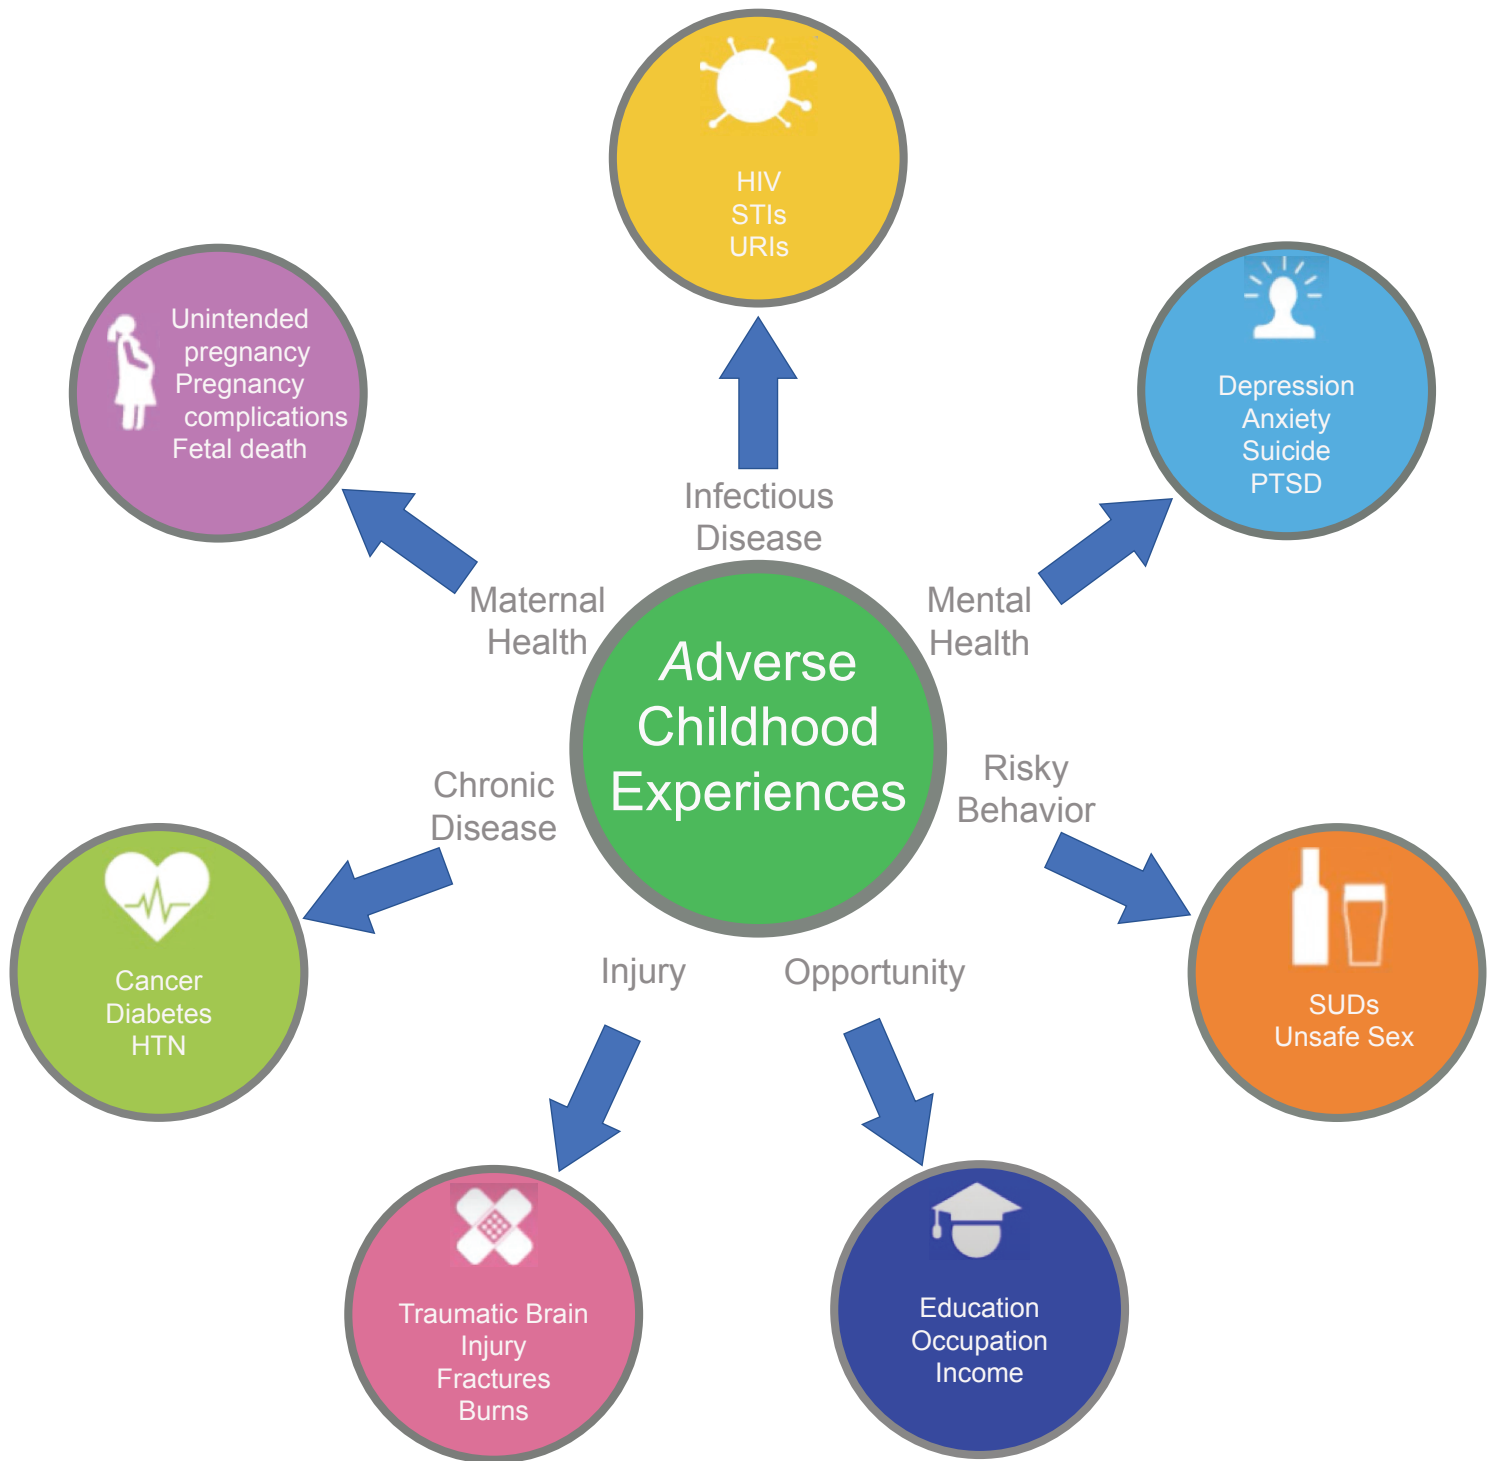 HIV
STIs
URIs
Unintended
pregnancy
Pregnancy
complications
Fetal death
Depression
Anxiety
Suicide
PTSD
Infectious
Disease
Maternal
Health
Mental
Health
Adverse
Childhood
Experiences
Chronic
Disease
Risky
Behavior
Cancer
Diabetes
HTN
Injury
Opportunity
SUDs
Unsafe Sex
Traumatic Brain
Injury
Fractures
Burns
Education
Occupation
Income